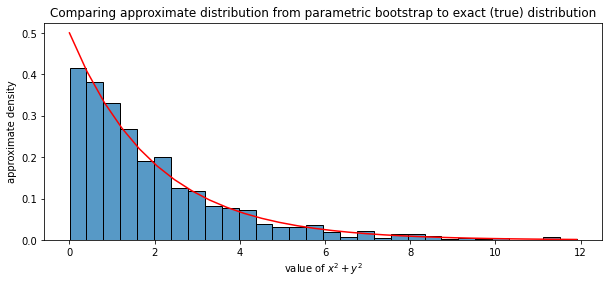 Comparing approximate distribution from parametric bootstrap to exact (true) distribution
approximate density
0.5
0.4
0.3
0.2
0.1
0.0
0 2 4 6 8 10 12
value of x² + y²